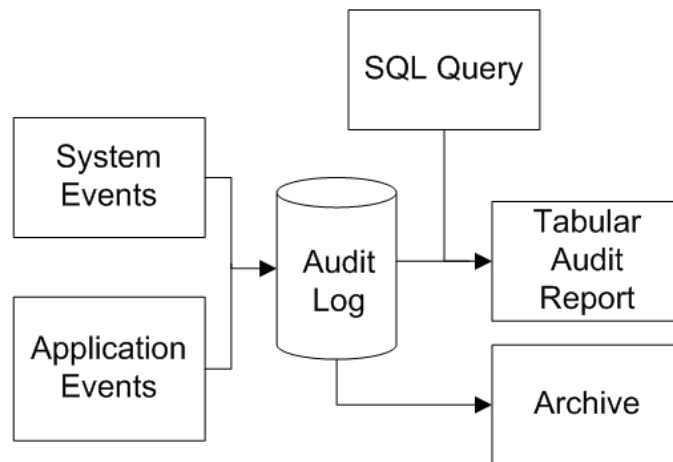 SQL Query
System
Events
Audit
Log
Tabular
Audit
Report
Application
Events
Archive